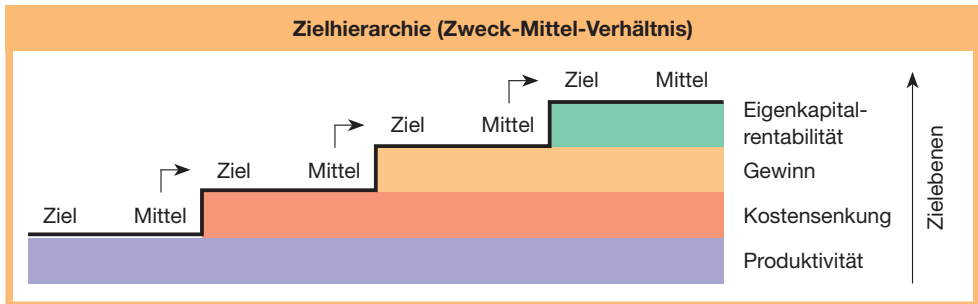 Zielhierarchie (Zweck-Mittel-Verhältnis)
Ziel Mittel
Ziel Mittel
Ziel Mittel
Ziel Mittel
Eigenkapital-
rentabilität
Gewinn
Kostensenkung
Produktivität
Zielebenen